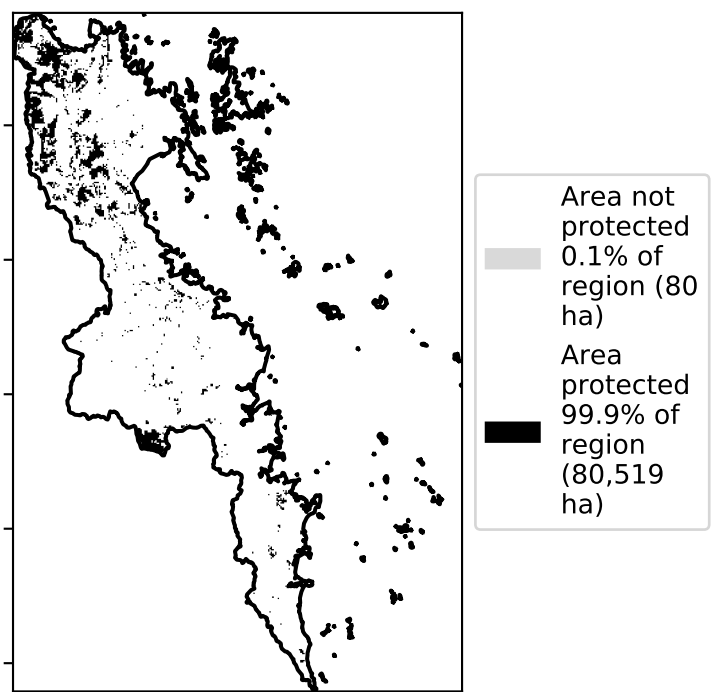 Area not
protected
0.1% of
region (80
ha)
Area
protected
99.9% of
region
(80,519
ha)